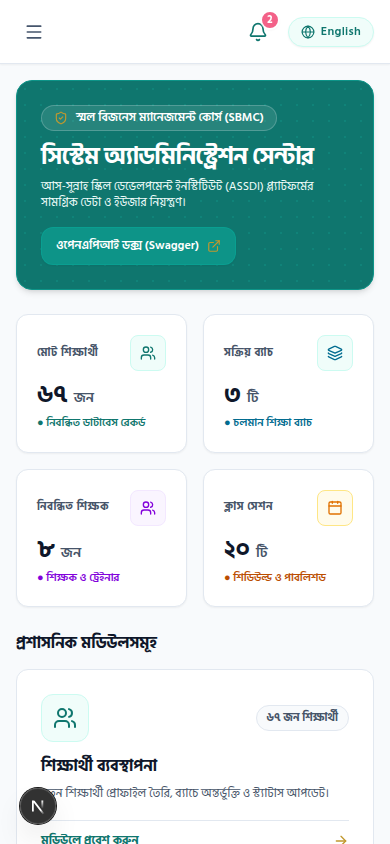 2
English
স্মল বিজনেস ম্যানেজমেন্ট কোর্স (SBMC)
সিস্টেম অ্যাডমিনিস্ট্রেশন সেন্টার
আস-সুন্নাহ স্কিল ডেভেলপমেন্ট ইনস্টিটিউট (ASSDI) প্ল্যাটফর্মের
সামগ্রিক ডেটা ও ইউজার নিয়ন্ত্রণ।
ওপেনএপিআই ডক্স (Swagger)
মোট শিক্ষার্থী
৬৭ জন
● নিবন্ধিত ডাটাবেস রেকর্ড
সক্রিয় ব্যাচ
৩ টি
● চলমান শিক্ষা ব্যাচ
নিবন্ধিত শিক্ষক
৮ জন
● শিক্ষক ও ট্রেইনার
ক্লাস সেশন
২০ টি
● শিডিউল্ড ও পাবলিশড
প্রশাসনিক মডিউলসমূহ
৬৭ জন শিক্ষার্থী
শিক্ষার্থী ব্যবস্থাপনা
শিক্ষার্থী প্রোফাইল তৈরি, ব্যাচে অন্তর্ভুক্তি ও স্ট্যাটাস আপডেট।
N
মডিউলে প্রবেশ করুন